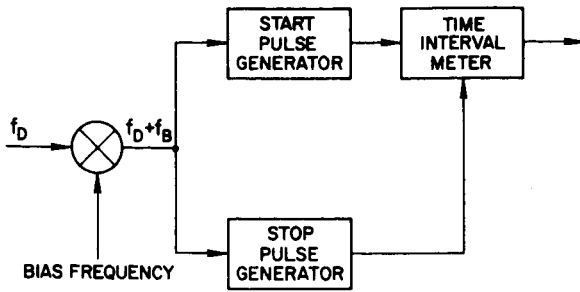 START
PULSE
GENERATOR
TIME
INTERVAL
METER
f_D
f_D+f_B
BIAS FREQUENCY
STOP
PULSE
GENERATOR